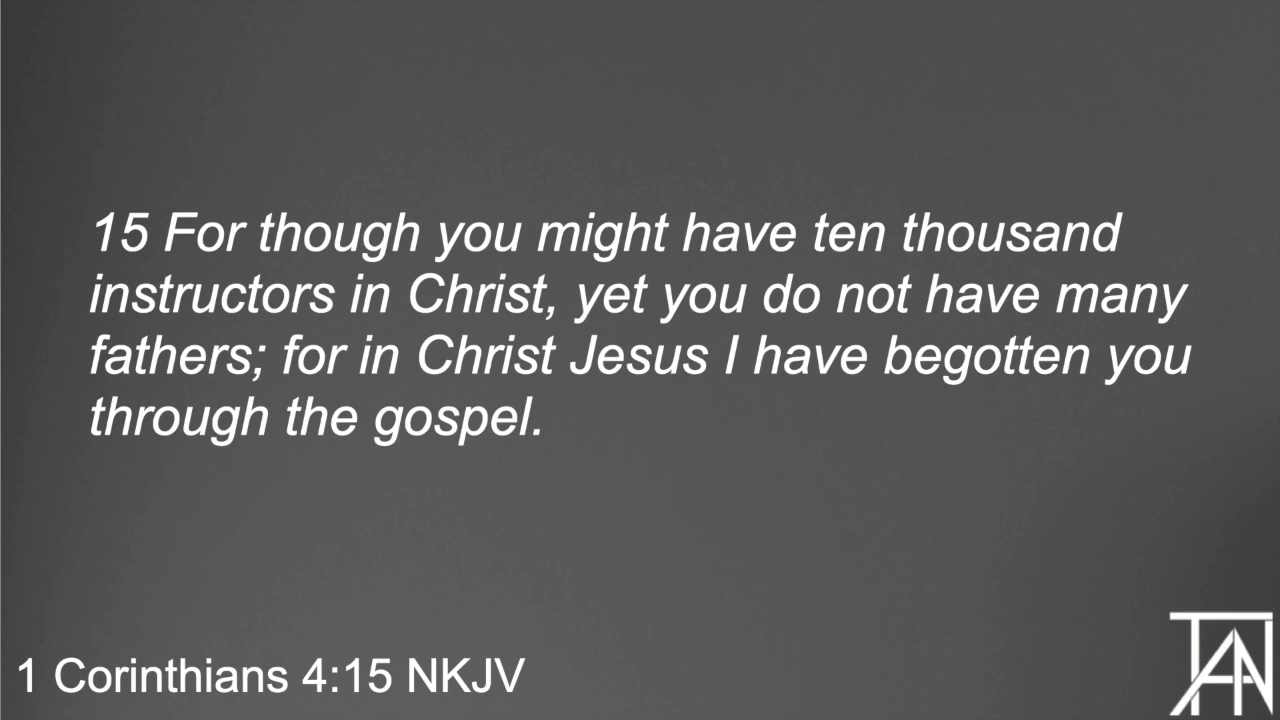 15 For though you might have ten thousand
instructors in Christ, yet you do not have many
fathers; for in Christ Jesus I have begotten you
through the gospel.
1 Corinthians 4:15 NKJV